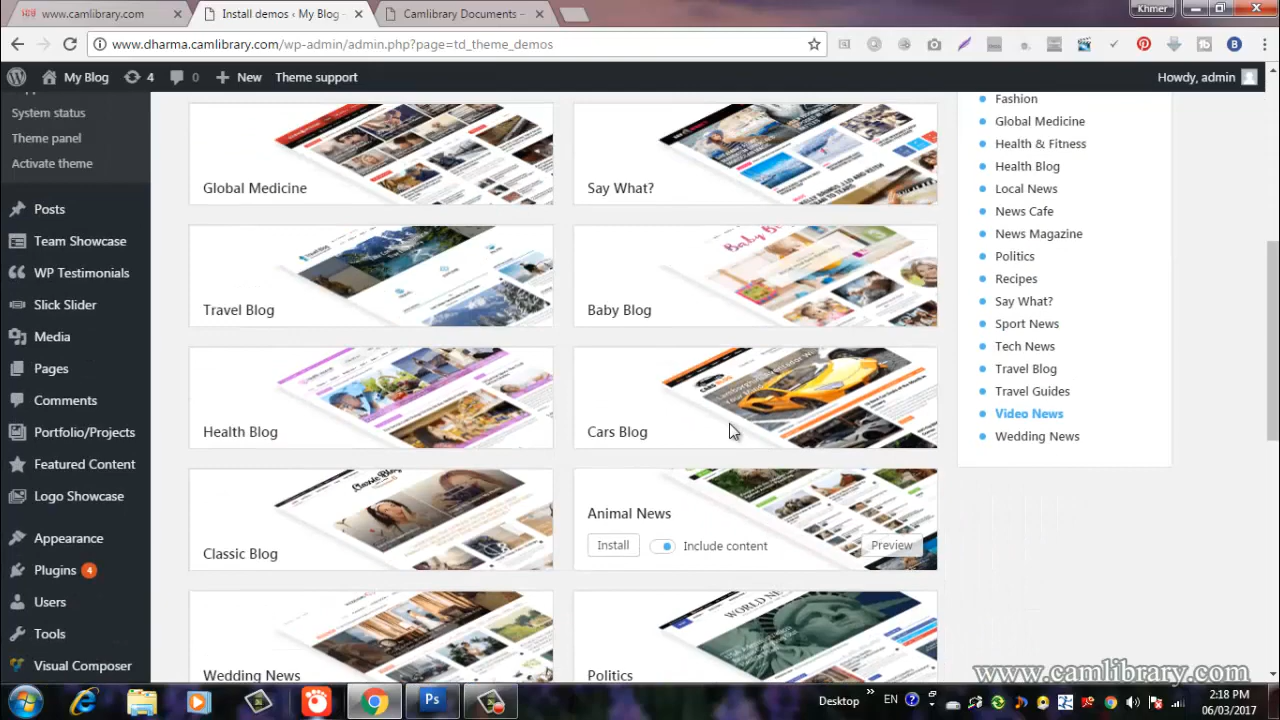 www.camlibrary.com
Install demos ‹ My Blog -
Camlibrary Documents -
Khmer
www.dharma.camlibrary.com/wp-admin/admin.php?page=td_theme_demos
My Blog
4
0
New
Theme support
Howdy, admin
System status
Theme panel
Activate theme
Posts
Team Showcase
WP Testimonials
Slick Slider
Media
Pages
Comments
Portfolio/Projects
Featured Content
Logo Showcase
Appearance
Plugins 4
Users
Tools
Visual Composer
Global Medicine
Say What?
Travel Blog
Baby Blog
Health Blog
Cars Blog
Classic Blog
Animal News
Install
Include content
Preview
Wedding News
Politics
Fashion
Global Medicine
Health & Fitness
Health Blog
Local News
News Cafe
News Magazine
Politics
Recipes
Say What?
Sport News
Tech News
Travel Blog
Travel Guides
Video News
Wedding News
www.camlibrary.com
Desktop
EN
2:18 PM
06/03/2017